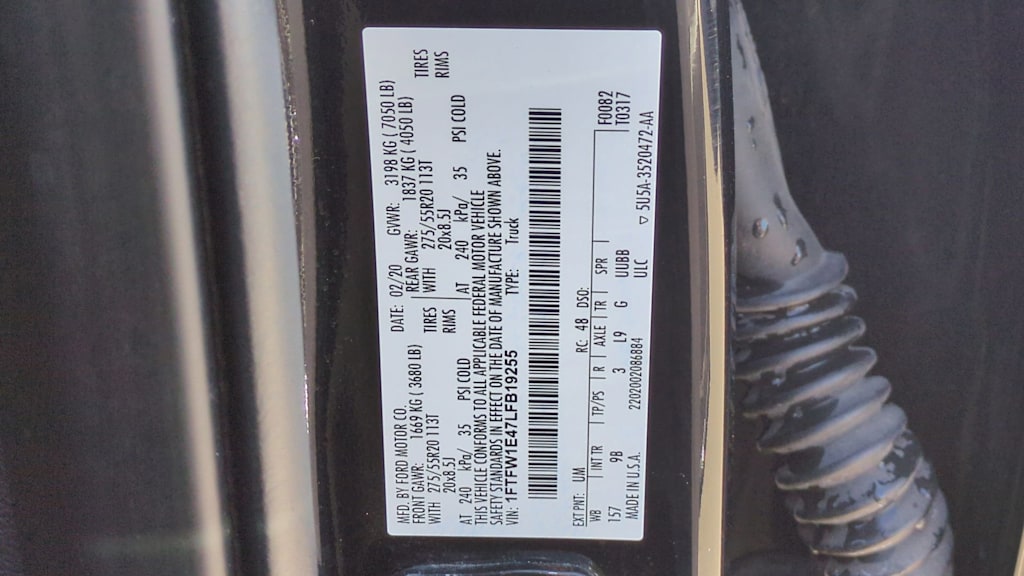 MFD. BY FORD MOTOR CO.
DATE: 02/20 GVWR: 3198 KG ( 7050 LB)
FRONT GAWR: 1669 KG ( 3680 LB) REAR GAWR: 1837 KG ( 4050 LB)
WITH 275/55R20 113T TIRES WITH 275/55R20 113T TIRES
20x8.5J RIMS 20x8.5J RIMS
AT 240 kPa/ 35 PSI COLD AT 240 kPa/ 35 PSI COLD
THIS VEHICLE CONFORMS TO ALL APPLICABLE FEDERAL MOTOR VEHICLE
SAFETY STANDARDS IN EFFECT ON THE DATE OF MANUFACTURE SHOWN ABOVE.
VIN: 1FTFW1E47LFB19255 TYPE: Truck
EXT PNT: UM RC: 48 DSO: F0082
WB INT TR TP/PS R AXLE TR SPR T0317
157 9B 3 L9 G UUBB
MADE IN U.S.A. 2202002086884 ULC ▽ 5U5A-3520472-AA